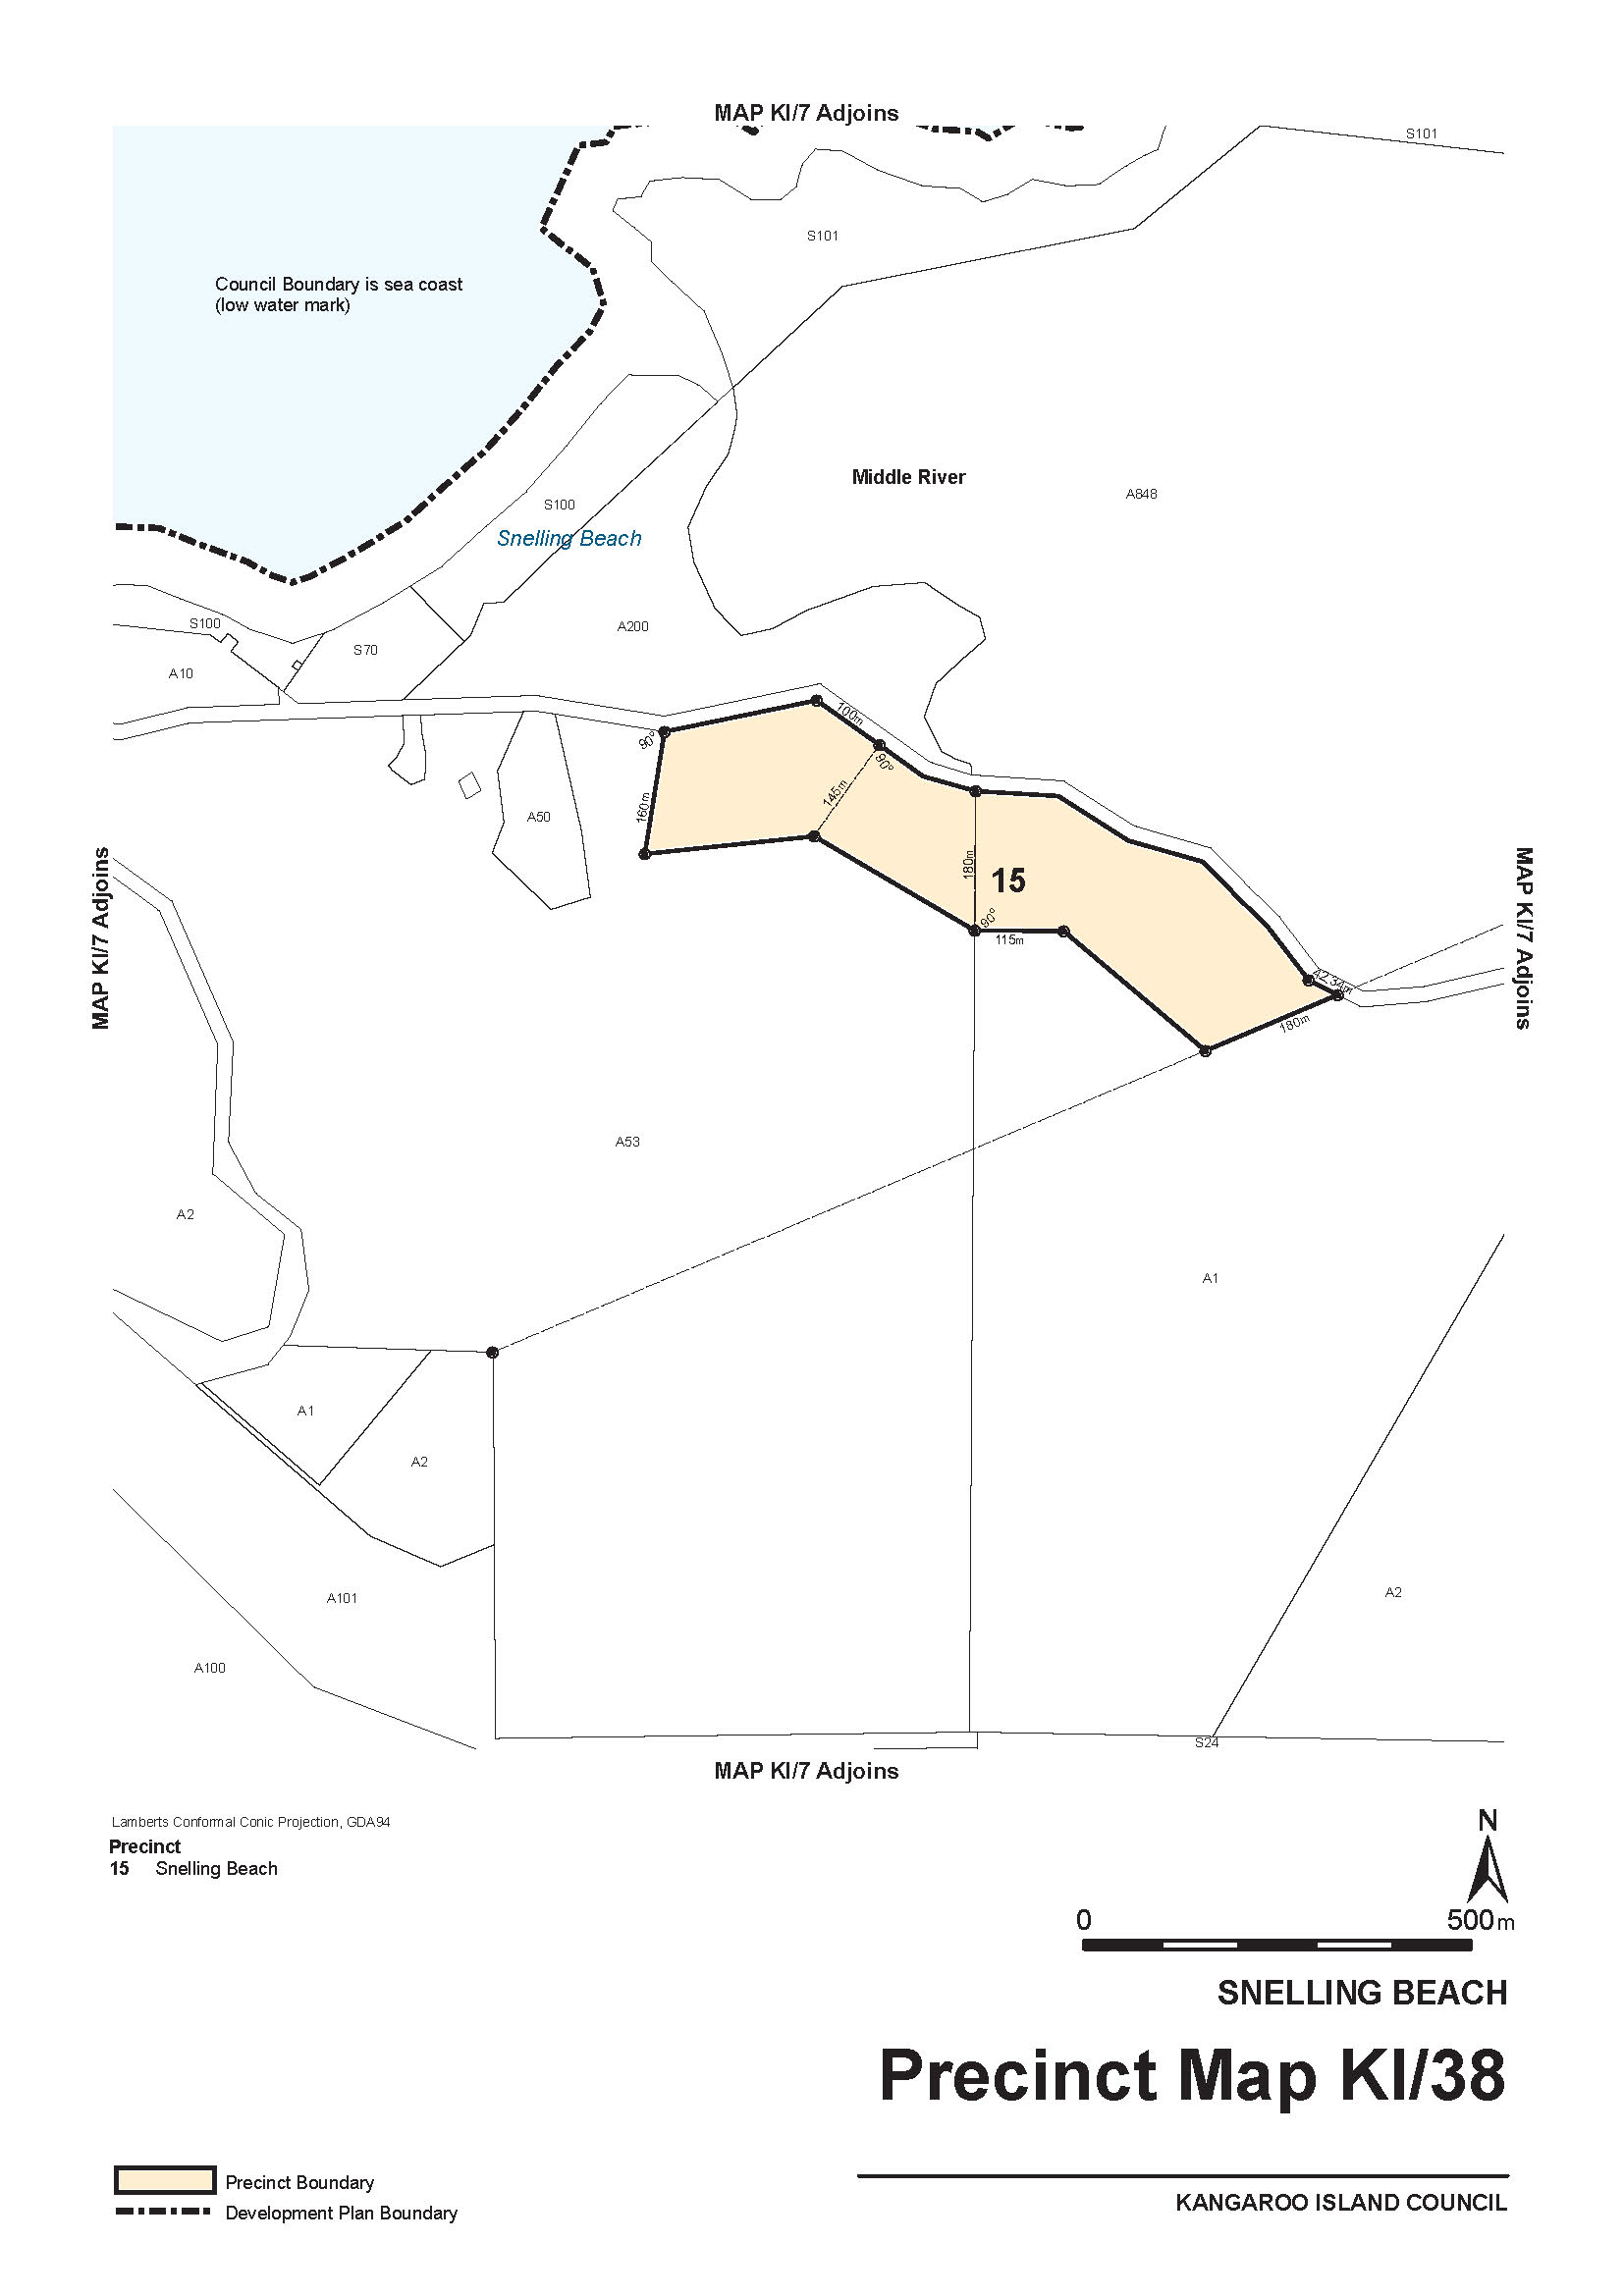 MAP KI/7 Adjoins
S101
S101
Council Boundary is sea coast
(low water mark)
Middle River
A848
S100
Snelling Beach
S100
A200
S70
A10
100m
90°
90°
145m
160m
A50
180m
15
90°
115m
42.34m
180m
MAP KI/7 Adjoins
MAP KI/7 Adjoins
A53
A2
A1
A1
A2
A101
A2
A100
S24
MAP KI/7 Adjoins
Lamberts Conformal Conic Projection, GDA94
Precinct
15 Snelling Beach
N
0 500m
SNELLING BEACH
Precinct Map KI/38
Precinct Boundary
Development Plan Boundary
KANGAROO ISLAND COUNCIL